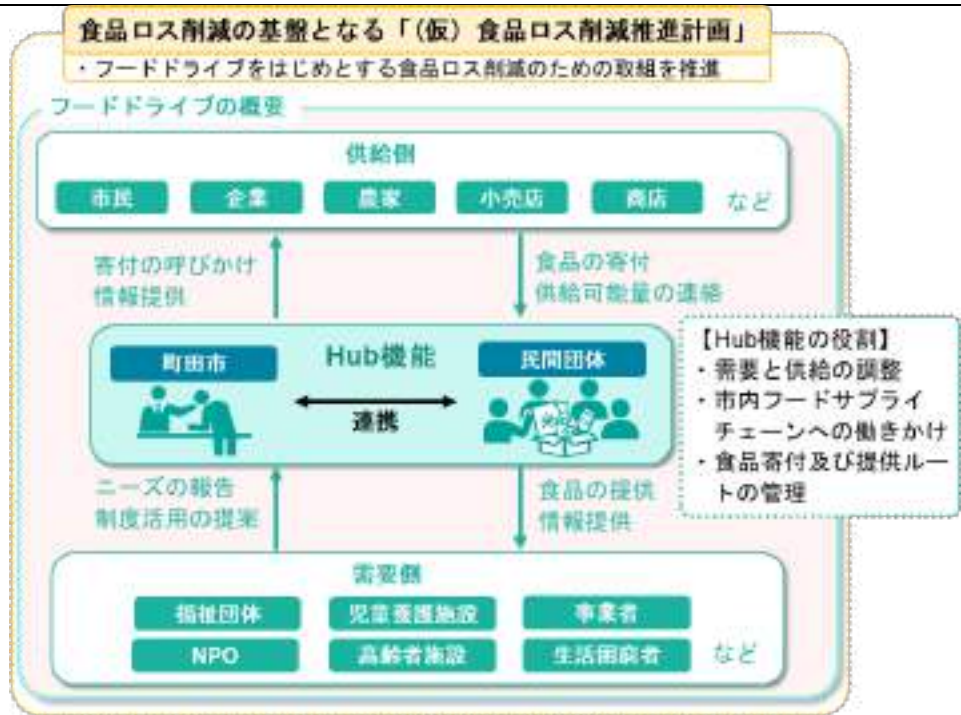 食品ロス削減の基盤となる「(仮)食品ロス削減推進計画」
・フードドライブをはじめとする食品ロス削減のための取組を推進
フードドライブの概要
供給側
市民 企業 農家 小売店 商店 など
寄付の呼びかけ
情報提供
食品の寄付
供給可能量の連絡
町田市 Hub機能 民間団体
連携
【Hub機能の役割】
・需要と供給の調整
・市内フードサプライ
チェーンへの働きかけ
・食品寄付及び提供ルー
トの管理
ニーズの報告
制度活用の提案
食品の提供
情報提供
需要側
福祉団体 児童養護施設 事業者
NPO 高齢者施設 生活困窮者 など